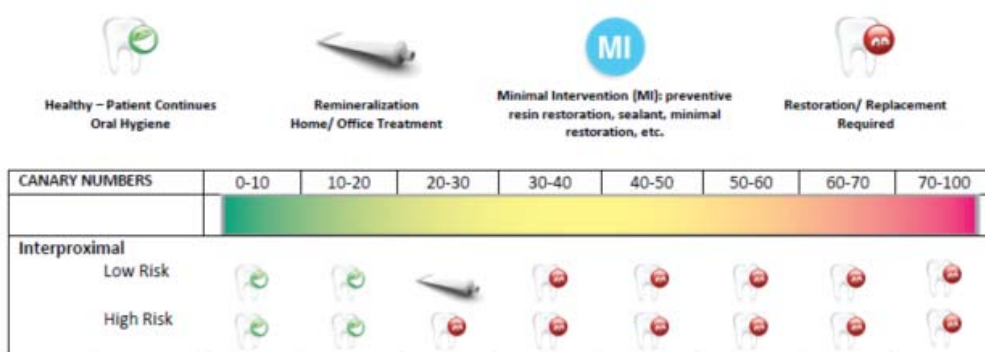 MI
Healthy – Patient Continues
Oral Hygiene
Remineralization
Home/ Office Treatment
Minimal Intervention (MI): preventive
resin restoration, sealant, minimal
restoration, etc.
Restoration/ Replacement
Required
CANARY NUMBERS 0-10 10-20 20-30 30-40 40-50 50-60 60-70 70-100
Interproximal
Low Risk
High Risk